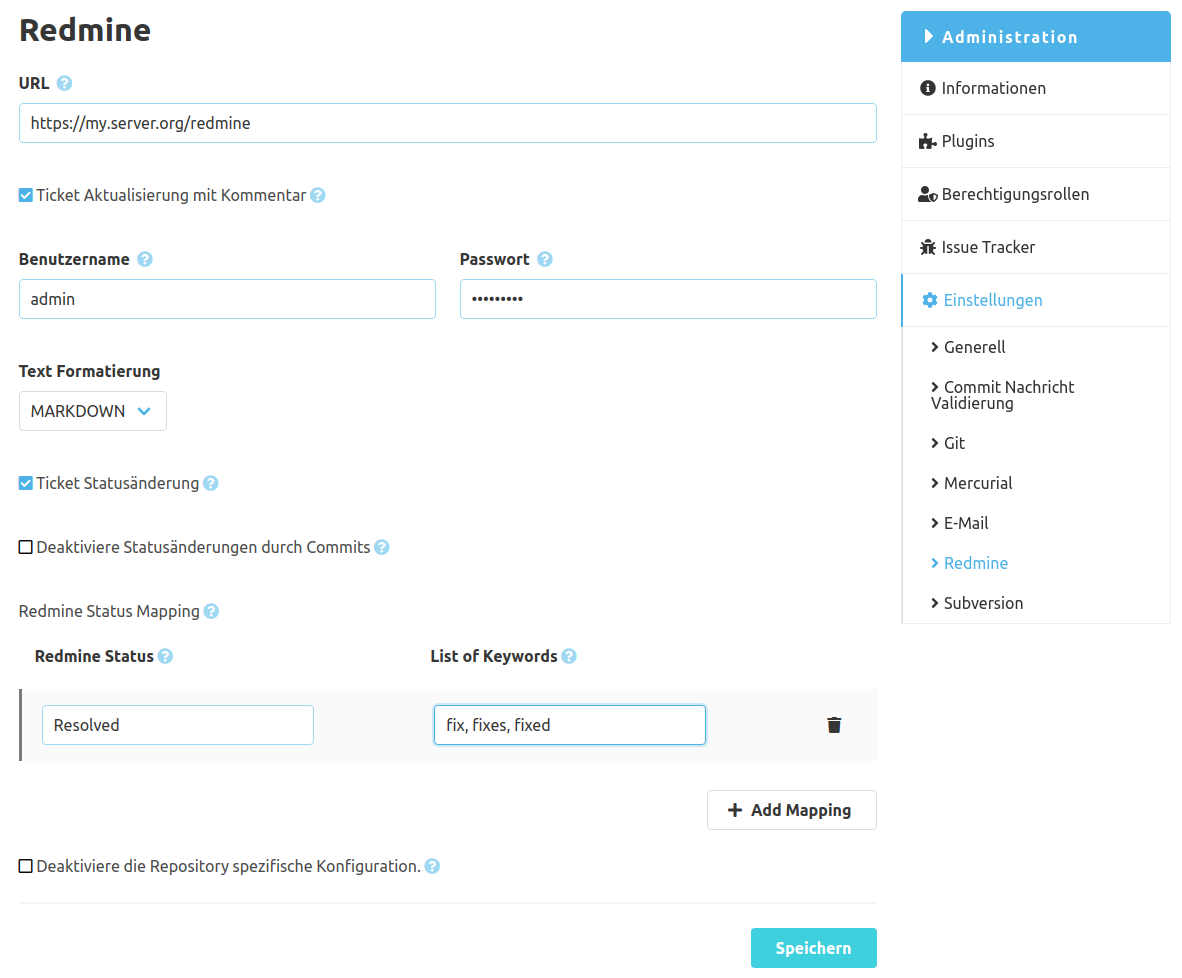 Redmine
URL
https://my.server.org/redmine
Ticket Aktualisierung mit Kommentar
Benutzername
Passwort
admin
•••••••••
Text Formatierung
MARKDOWN
Ticket Statusänderung
Deaktiviere Statusänderungen durch Commits
Redmine Status Mapping
Redmine Status
List of Keywords
Resolved
fix, fixes, fixed
Add Mapping
Deaktiviere die Repository spezifische Konfiguration.
Speichern
Administration
Informationen
Plugins
Berechtigungsrollen
Issue Tracker
Einstellungen
Generell
Commit Nachricht
Validierung
Git
Mercurial
E-Mail
Redmine
Subversion